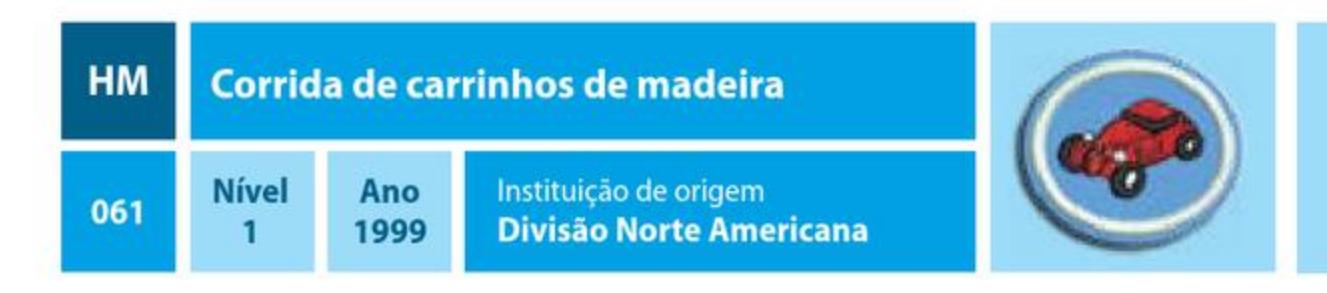 HM
Corrida de carrinhos de madeira
061
Nível
1
Ano
1999
Instituição de origem
Divisão Norte Americana